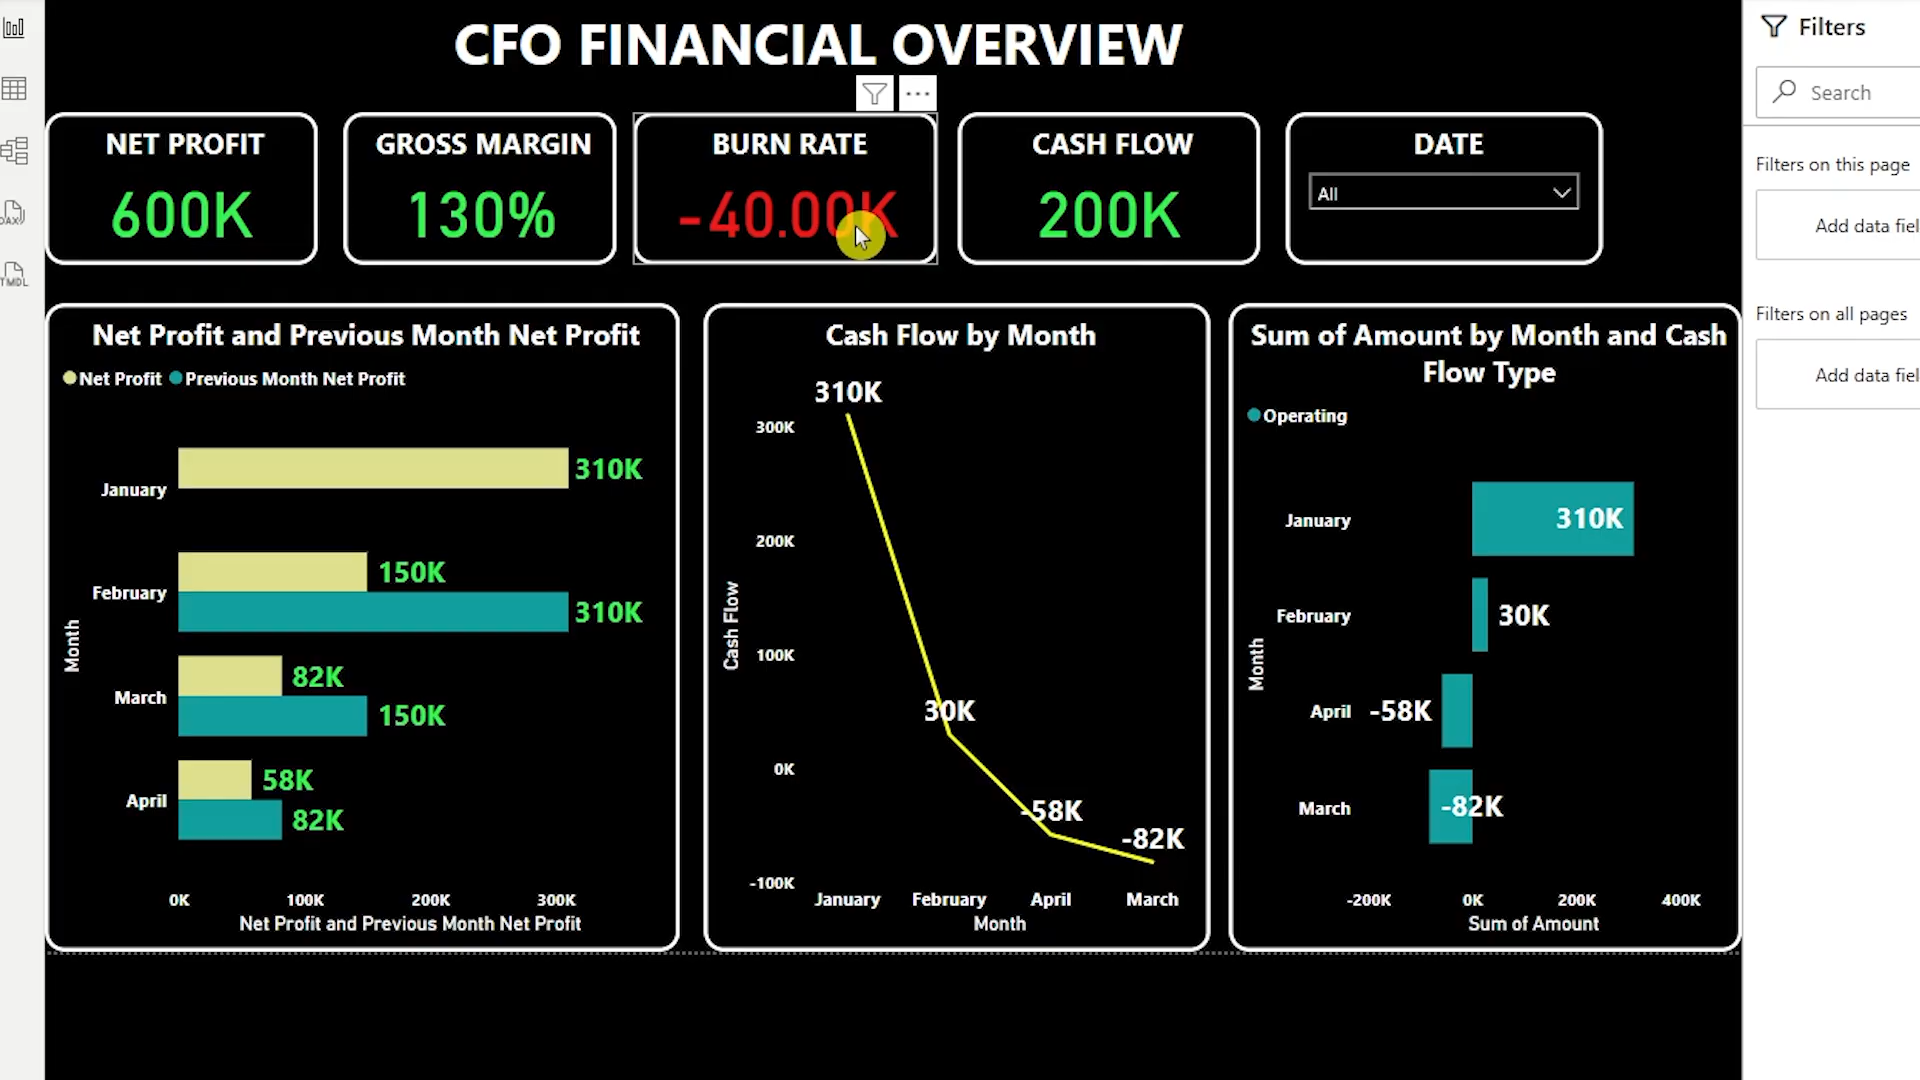 CFO FINANCIAL OVERVIEW
Filters
Search
NET PROFIT
600K
GROSS MARGIN
130%
BURN RATE
-40.00K
CASH FLOW
200K
DATE
All
Filters on this page
Add data fiel
Filters on all pages
Add data fiel
DAX
TMDL
Net Profit and Previous Month Net Profit
Net Profit
Previous Month Net Profit
Month
January
310K
February
150K
310K
March
82K
150K
April
58K
82K
0K
100K
200K
300K
Net Profit and Previous Month Net Profit
Cash Flow by Month
Cash Flow
300K
200K
100K
0K
-100K
310K
30K
-58K
-82K
January
February
April
March
Month
Sum of Amount by Month and Cash
Flow Type
Operating
Month
January
310K
February
30K
April
-58K
March
-82K
-200K
0K
200K
400K
Sum of Amount